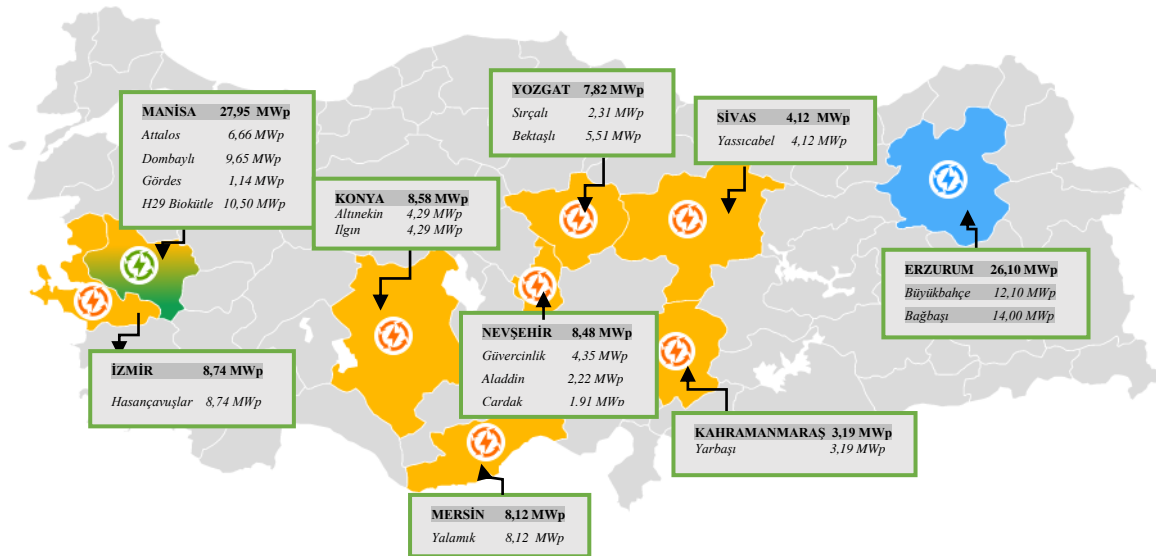 MANİSA 27,95 MWp
Attalos 6,66 MWp
Dombaylı 9,65 MWp
Gördes 1,14 MWp
H29 Biokütle 10,50 MWp
KONYA 8,58 MWp
Altınekin 4,29 MWp
Ilgın 4,29 MWp
YOZGAT 7,82 MWp
Sırçalı 2,31 MWp
Bektaşlı 5,51 MWp
SİVAS 4,12 MWp
Yassıcabel 4,12 MWp
ERZURUM 26,10 MWp
Büyükbahçe 12,10 MWp
Bağbaşı 14,00 MWp
İZMİR 8,74 MWp
Hasançavuşlar 8,74 MWp
NEVŞEHİR 8,48 MWp
Güvercinlik 4,35 MWp
Aladdin 2,22 MWp
Cardak 1.91 MWp
KAHRAMANMARAŞ 3,19 MWp
Yarbaşı 3,19 MWp
MERSİN 8,12 MWp
Yalamık 8,12 MWp